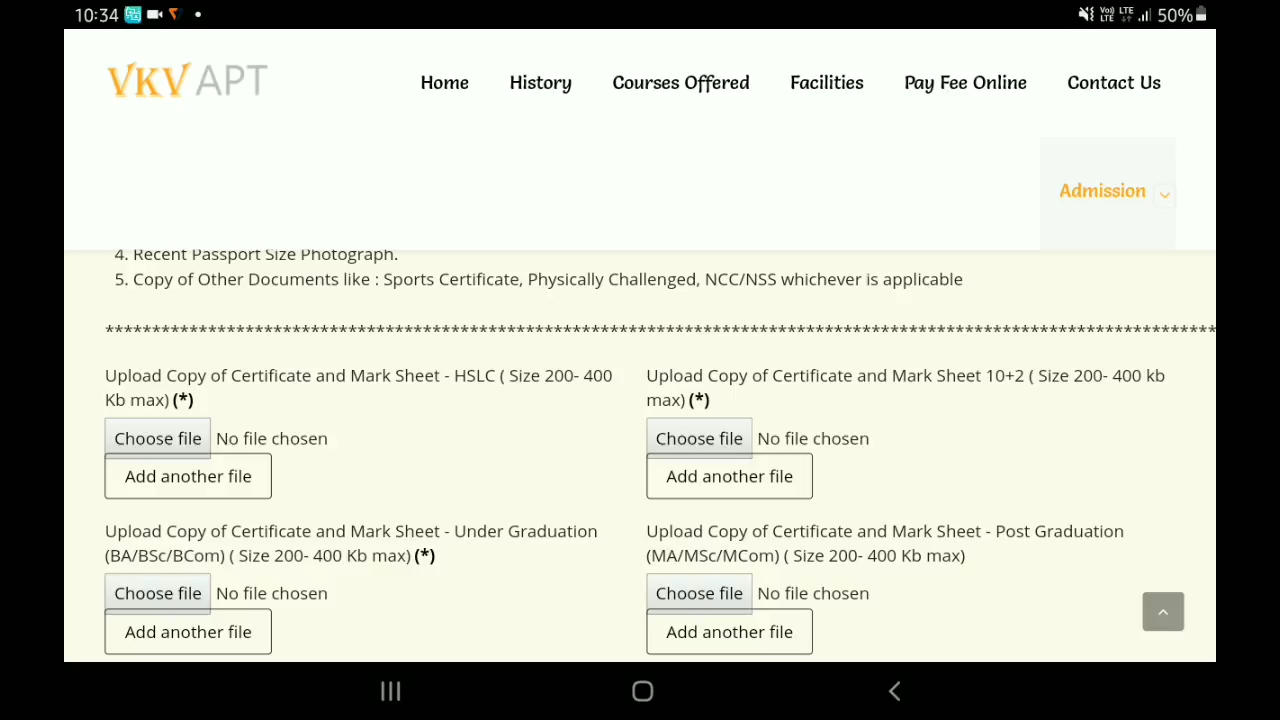 10:34 Vo) LTE LTE 50%
VKV APT Home History Courses Offered Facilities Pay Fee Online Contact Us
Admission
4. Recent Passport Size Photograph.
5. Copy of Other Documents like : Sports Certificate, Physically Challenged, NCC/NSS whichever is applicable
************************************************************************************************************************
Upload Copy of Certificate and Mark Sheet - HSLC ( Size 200- 400
Kb max) (*)
Choose file No file chosen
Add another file
Upload Copy of Certificate and Mark Sheet 10+2 ( Size 200- 400 kb
max) (*)
Choose file No file chosen
Add another file
Upload Copy of Certificate and Mark Sheet - Under Graduation
(BA/BSc/BCom) ( Size 200- 400 Kb max) (*)
Choose file No file chosen
Add another file
Upload Copy of Certificate and Mark Sheet - Post Graduation
(MA/MSc/MCom) ( Size 200- 400 Kb max)
Choose file No file chosen
Add another file